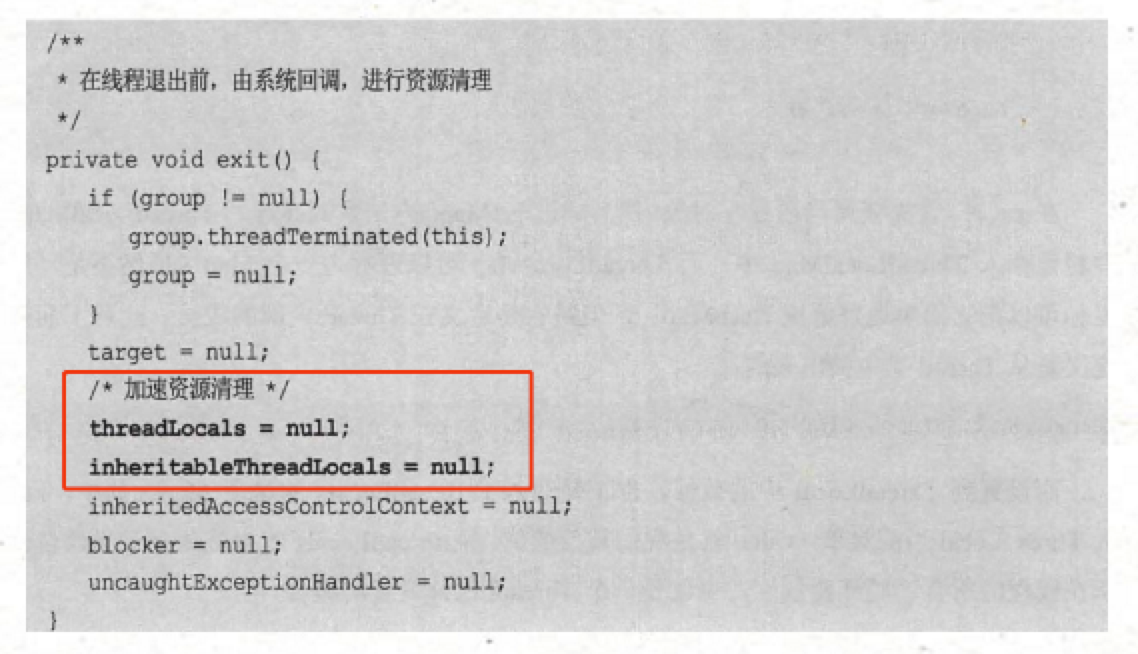 /**
* 在线程退出前，由系统回调，进行资源清理
*/
private void exit() {
if (group != null) {
group.threadTerminated(this);
group = null;
}
target = null;
/* 加速资源清理 */
threadLocals = null;
inheritableThreadLocals = null;
inheritedAccessControlContext = null;
blocker = null;
uncaughtExceptionHandler = null;
}